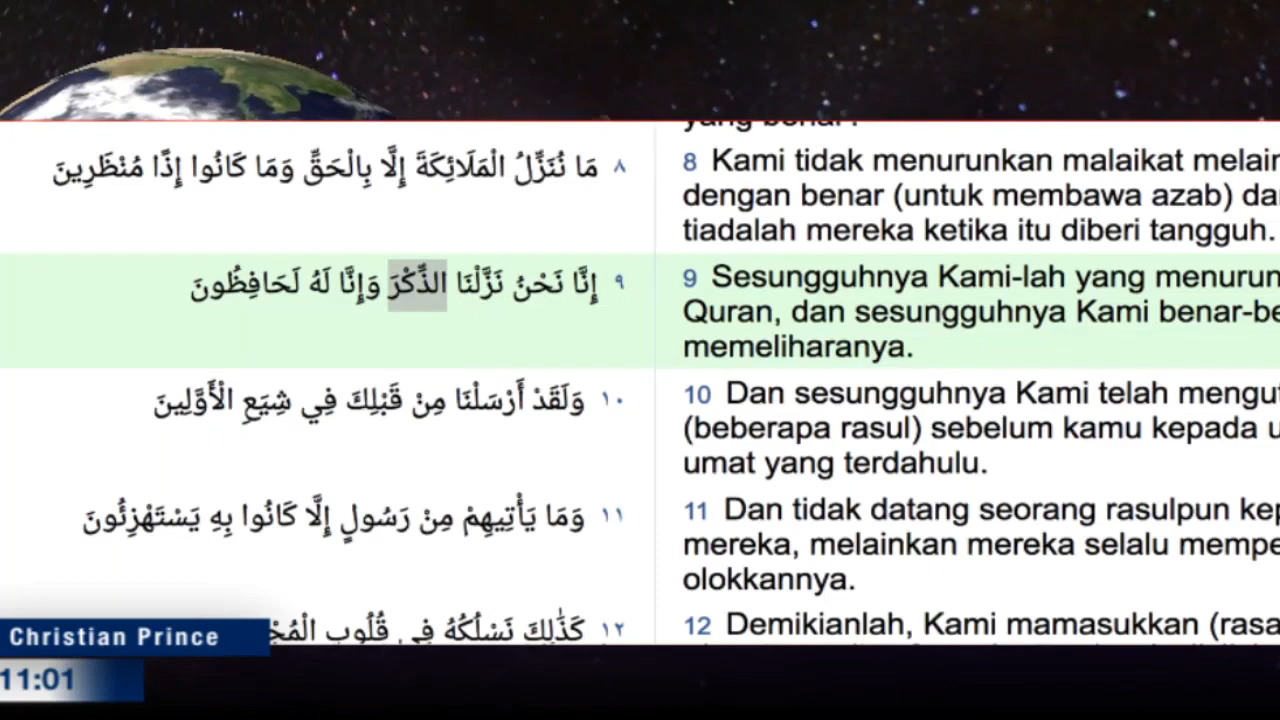 yang benar?
مَا نُنَزِّلُ الْمَلَائِكَةَ إِلَّا بِالْحَقِّ وَمَا كَانُوا إِذًا مُنْظَرِينَ ٨
8 Kami tidak menurunkan malaikat melain
dengan benar (untuk membawa azab) da
tiadalah mereka ketika itu diberi tangguh.
إِنَّا نَحْنُ نَزَّلْنَا الذِّكْرَ وَإِنَّا لَهُ لَحَافِظُونَ ٩
9 Sesungguhnya Kami-lah yang menurun
Quran, dan sesungguhnya Kami benar-be
memeliharanya.
وَلَقَدْ أَرْسَلْنَا مِنْ قَبْلِكَ فِي شِيَعِ الْأَوَّلِينَ ١٠
10 Dan sesungguhnya Kami telah mengut
(beberapa rasul) sebelum kamu kepada u
umat yang terdahulu.
وَمَا يَأْتِيهِمْ مِنْ رَسُولٍ إِلَّا كَانُوا بِهِ يَسْتَهْزِئُونَ ١١
11 Dan tidak datang seorang rasulpun kep
mereka, melainkan mereka selalu mempe
olokkannya.
كَذَٰلِكَ نَسْلُكُهُ فِي قُلُوبِ الْمُجْ ١٢
12 Demikianlah, Kami mamasukkan (rasa
Christian Prince
11:01